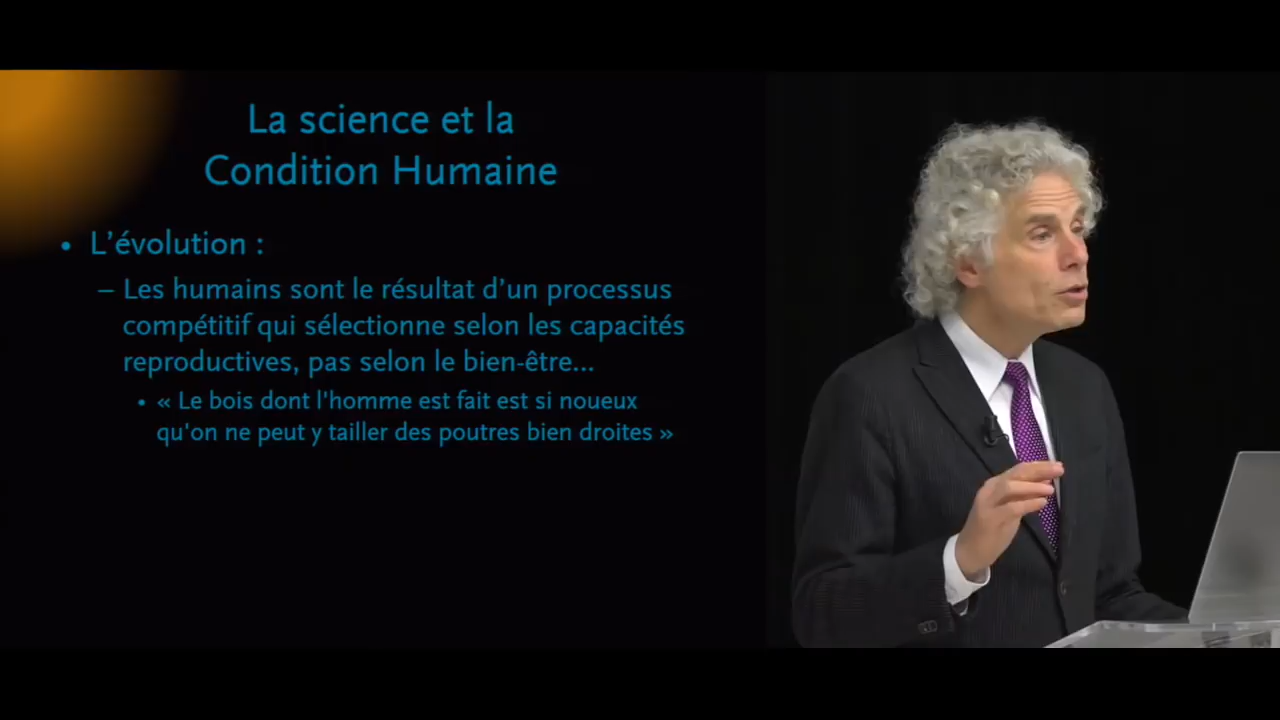 La science et la
Condition Humaine
• L’évolution :
– Les humains sont le résultat d’un processus
compétitif qui sélectionne selon les capacités
reproductives, pas selon le bien-être...
• « Le bois dont l'homme est fait est si noueux
qu'on ne peut y tailler des poutres bien droites »